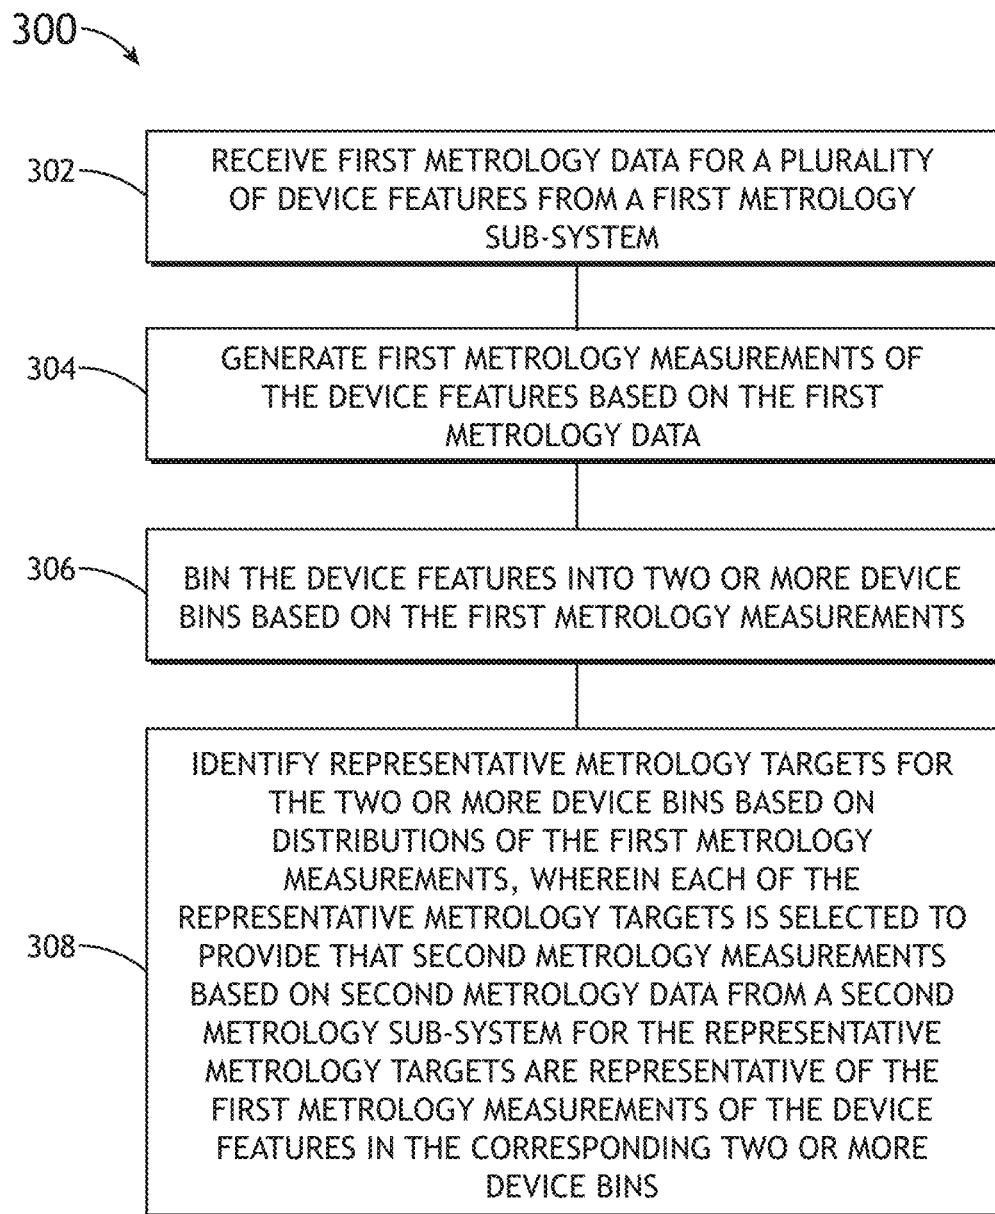 300
302
RECEIVE FIRST METROLOGY DATA FOR A PLURALITY
OF DEVICE FEATURES FROM A FIRST METROLOGY
SUB-SYSTEM
304
GENERATE FIRST METROLOGY MEASUREMENTS OF
THE DEVICE FEATURES BASED ON THE FIRST
METROLOGY DATA
306
BIN THE DEVICE FEATURES INTO TWO OR MORE DEVICE
BINS BASED ON THE FIRST METROLOGY MEASUREMENTS
308
IDENTIFY REPRESENTATIVE METROLOGY TARGETS FOR
THE TWO OR MORE DEVICE BINS BASED ON
DISTRIBUTIONS OF THE FIRST METROLOGY
MEASUREMENTS, WHEREIN EACH OF THE
REPRESENTATIVE METROLOGY TARGETS IS SELECTED TO
PROVIDE THAT SECOND METROLOGY MEASUREMENTS
BASED ON SECOND METROLOGY DATA FROM A SECOND
METROLOGY SUB-SYSTEM FOR THE REPRESENTATIVE
METROLOGY TARGETS ARE REPRESENTATIVE OF THE
FIRST METROLOGY MEASUREMENTS OF THE DEVICE
FEATURES IN THE CORRESPONDING TWO OR MORE
DEVICE BINS